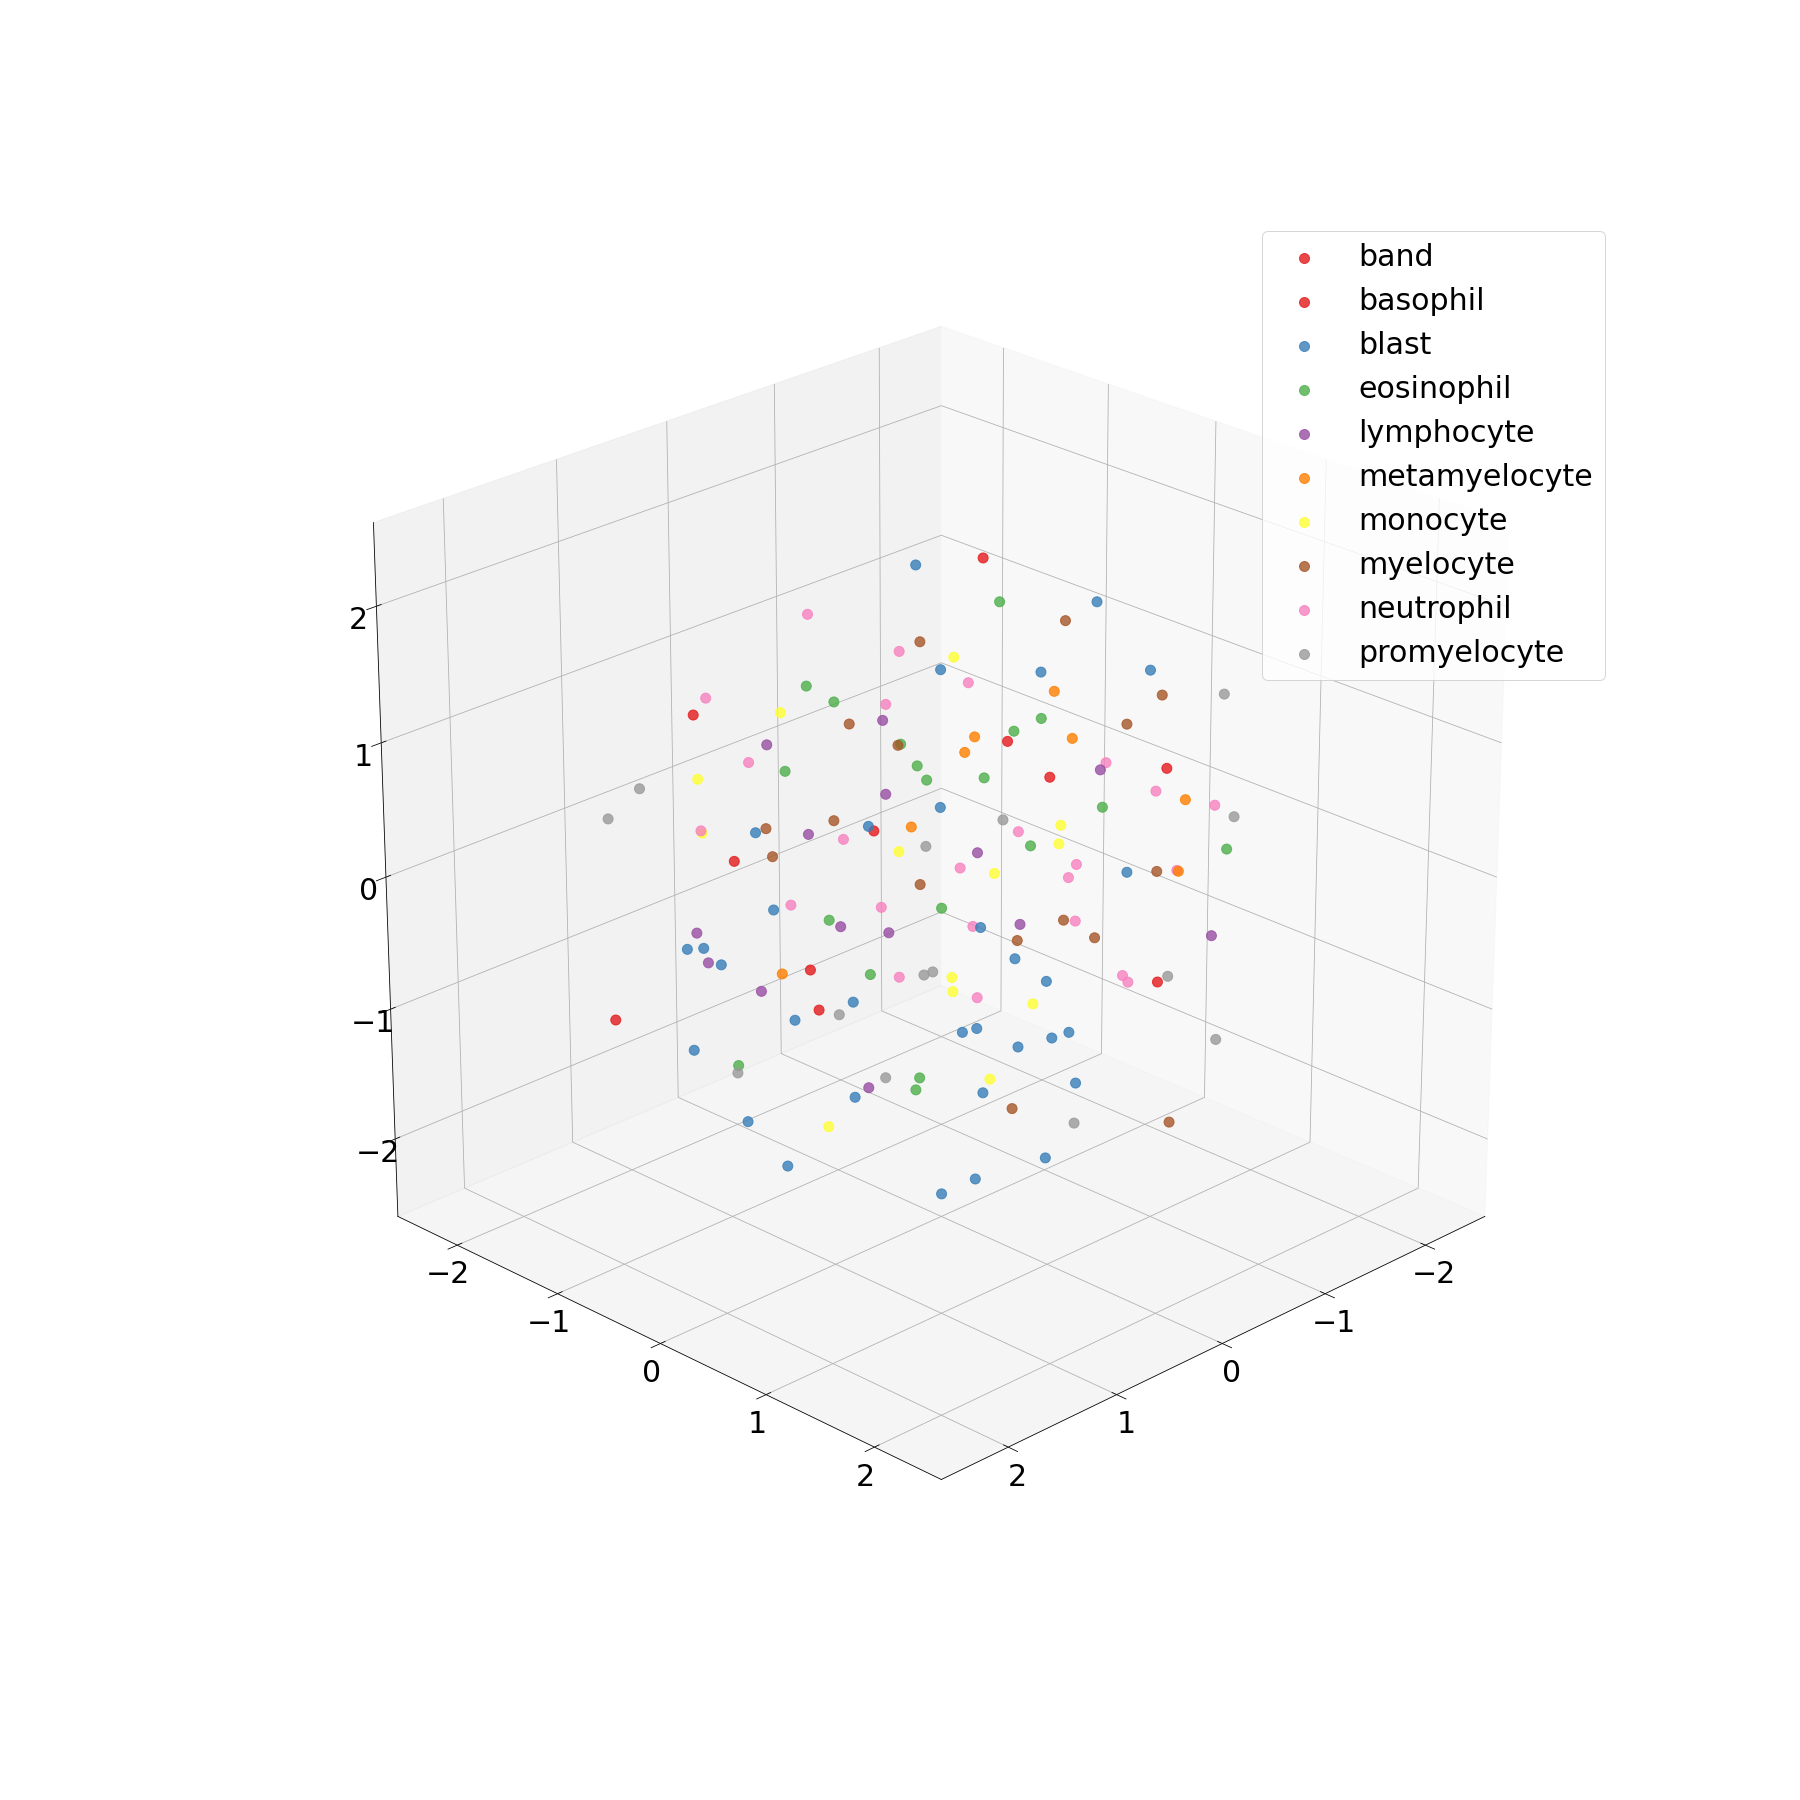 band
basophil
blast
eosinophil
lymphocyte
metamyelocyte
monocyte
myelocyte
neutrophil
promyelocyte
2
1
0
−1
−2
−2
−1
0
1
2
−2
−1
0
1
2